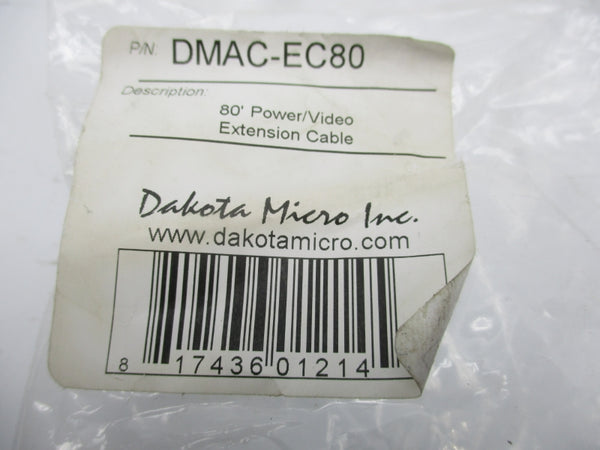 P/N: DMAC-EC80
Description:
80' Power/Video
Extension Cable
Dakota Micro Inc.
www.dakotamicro.com
8 17436 01214